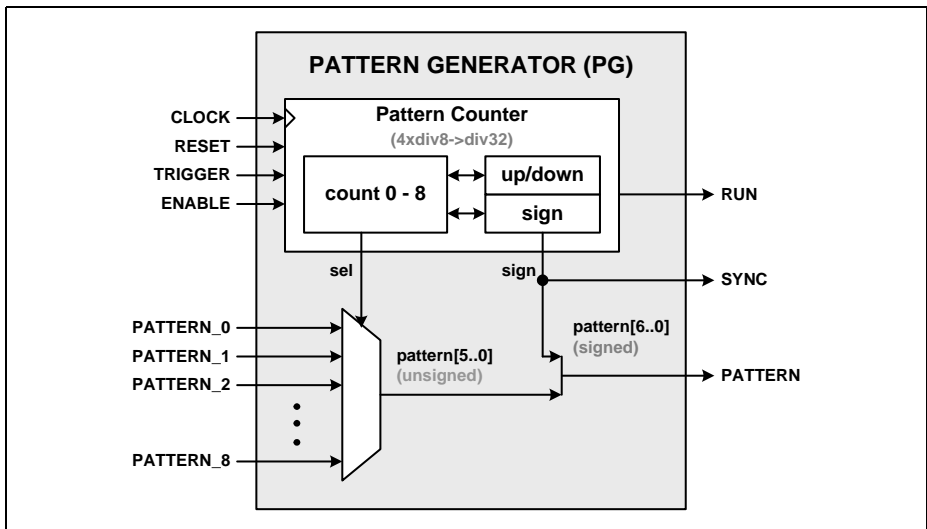 PATTERN GENERATOR (PG)
Pattern Counter
(4xdiv8->div32)
CLOCK
RESET
TRIGGER
ENABLE
count 0 - 8
up/down
sign
RUN
sel
sign
SYNC
PATTERN_0
PATTERN_1
PATTERN_2
PATTERN_8
pattern[5..0]
(unsigned)
pattern[6..0]
(signed)
PATTERN